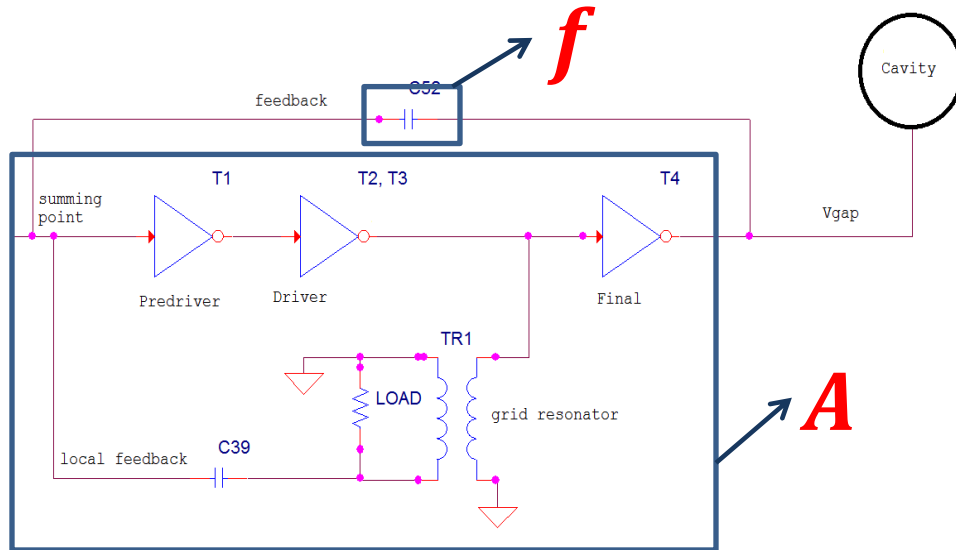 f
Cavity
C52
feedback
T1
T2, T3
T4
summing
point
Vgap
Predriver
Driver
Final
TR1
LOAD
grid resonator
A
C39
local feedback